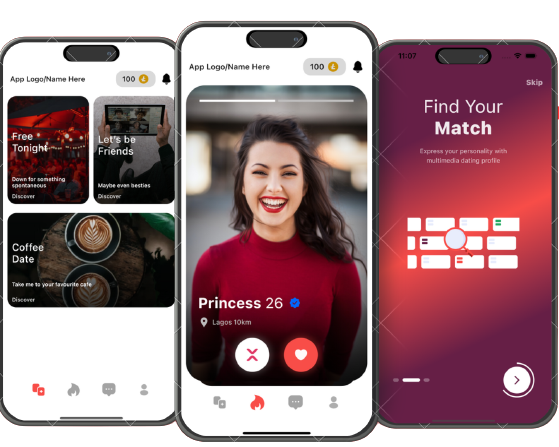 App Logo/Name Here
100
Free
Tonight
Down for something
spontaneous
Discover
Let's be
Friends
Maybe even besties
Discover
Coffee
Date
Take me to your favourite cafe
Discover
App Logo/Name Here
100
Princess 26
Lagos 10km
11:07
Skip
Find Your
Match
Express your personality with
multimedia dating profile